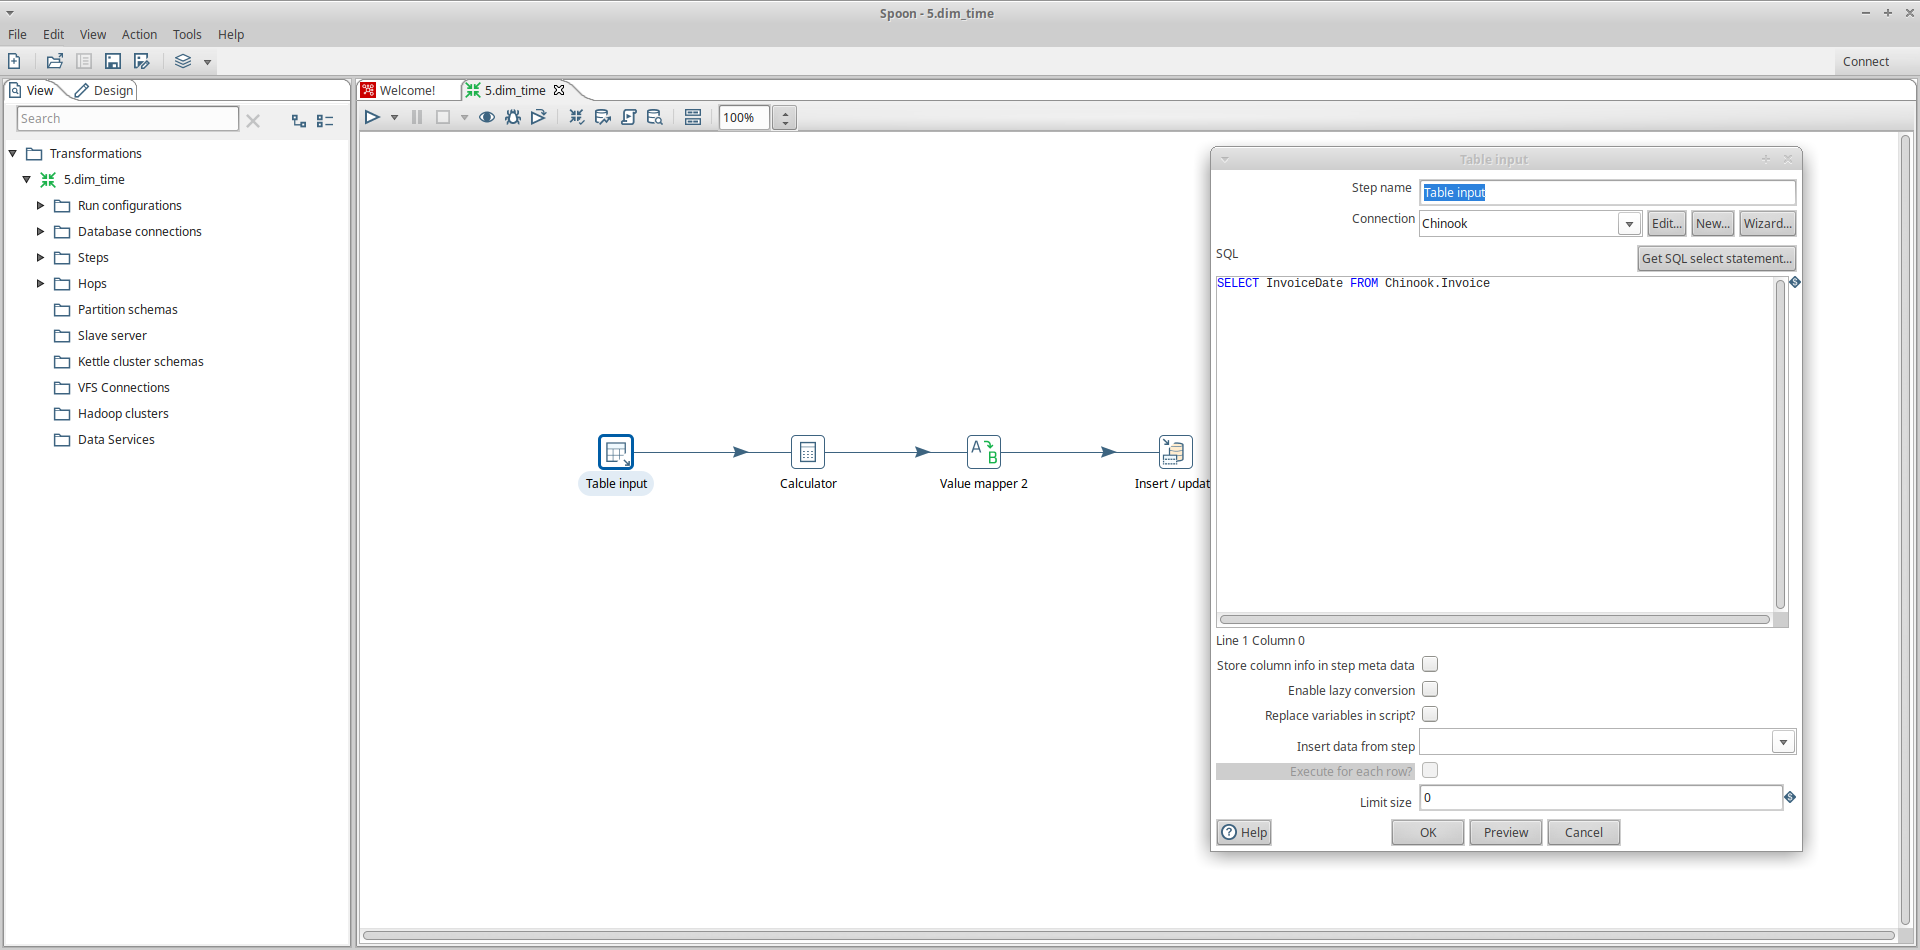 Spoon - 5.dim_time
File Edit View Action Tools Help
Connect
View Design
Search
Transformations
5.dim_time
Run configurations
Database connections
Steps
Hops
Partition schemas
Slave server
Kettle cluster schemas
VFS Connections
Hadoop clusters
Data Services
Welcome! 5.dim_time
100%
A
B
Table input Calculator Value mapper 2 Insert / updat
Table input
Step name Table input
Connection Chinook Edit... New... Wizard...
SQL Get SQL select statement...
SELECT InvoiceDate FROM Chinook.Invoice
Line 1 Column 0
Store column info in step meta data
Enable lazy conversion
Replace variables in script?
Insert data from step
Execute for each row?
Limit size 0
Help OK Preview Cancel